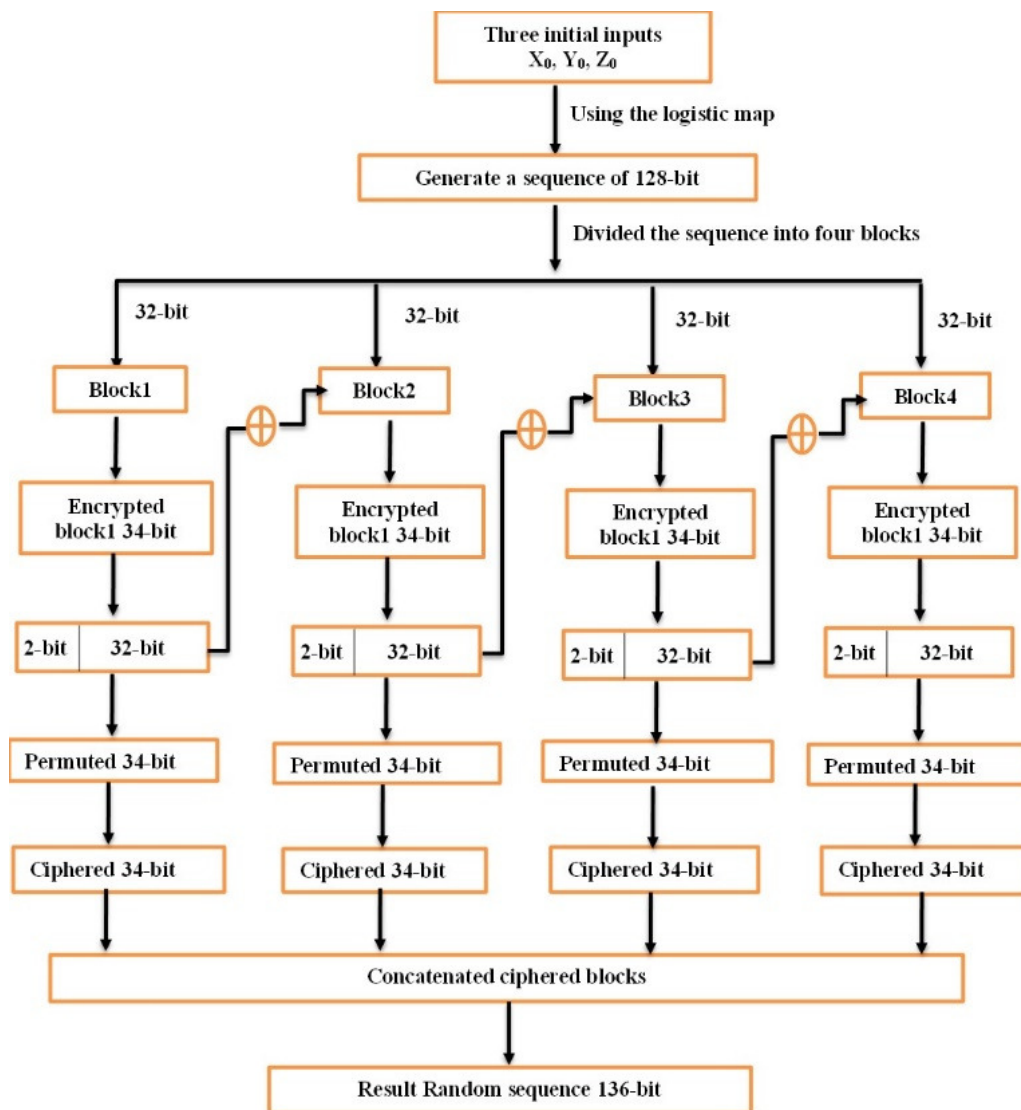 Three initial inputs
X₀, Y₀, Z₀
Using the logistic map
Generate a sequence of 128-bit
Divided the sequence into four blocks
32-bit
32-bit
32-bit
32-bit
Block1
Block2
Block3
Block4
Encrypted
block1 34-bit
Encrypted
block1 34-bit
Encrypted
block1 34-bit
Encrypted
block1 34-bit
2-bit 32-bit
2-bit 32-bit
2-bit 32-bit
2-bit 32-bit
Permuted 34-bit
Permuted 34-bit
Permuted 34-bit
Permuted 34-bit
Ciphered 34-bit
Ciphered 34-bit
Ciphered 34-bit
Ciphered 34-bit
Concatenated ciphered blocks
Result Random sequence 136-bit